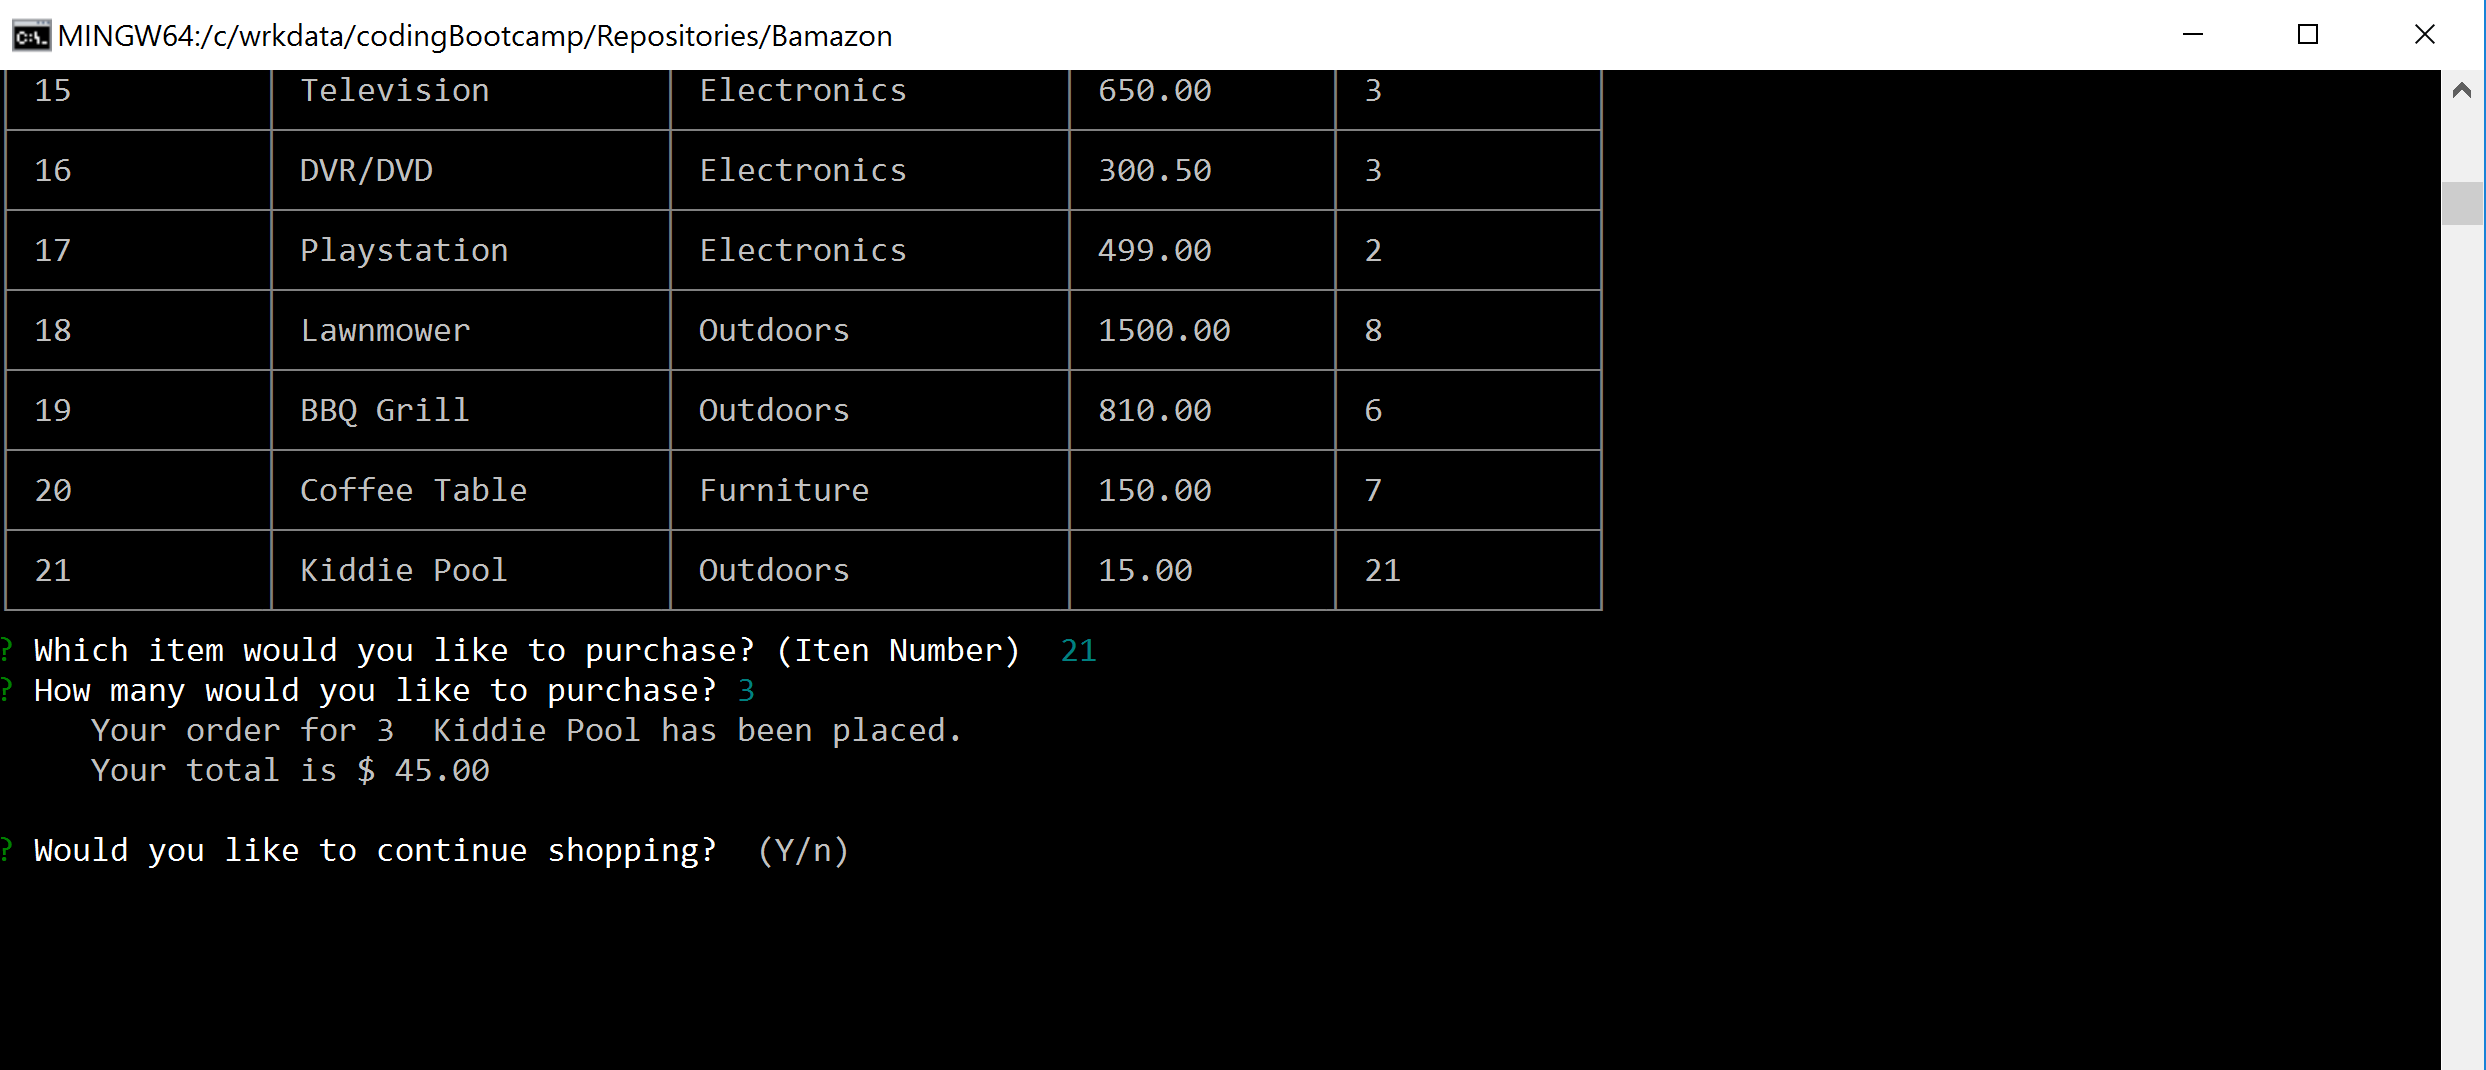 MINGW64:/c/wrkdata/codingBootcamp/Repositories/Bamazon
15 Television Electronics 650.00 3
16 DVR/DVD Electronics 300.50 3
17 Playstation Electronics 499.00 2
18 Lawnmower Outdoors 1500.00 8
19 BBQ Grill Outdoors 810.00 6
20 Coffee Table Furniture 150.00 7
21 Kiddie Pool Outdoors 15.00 21
? Which item would you like to purchase? (Iten Number)  21
? How many would you like to purchase? 3
Your order for 3  Kiddie Pool has been placed.
Your total is $ 45.00
? Would you like to continue shopping?  (Y/n)